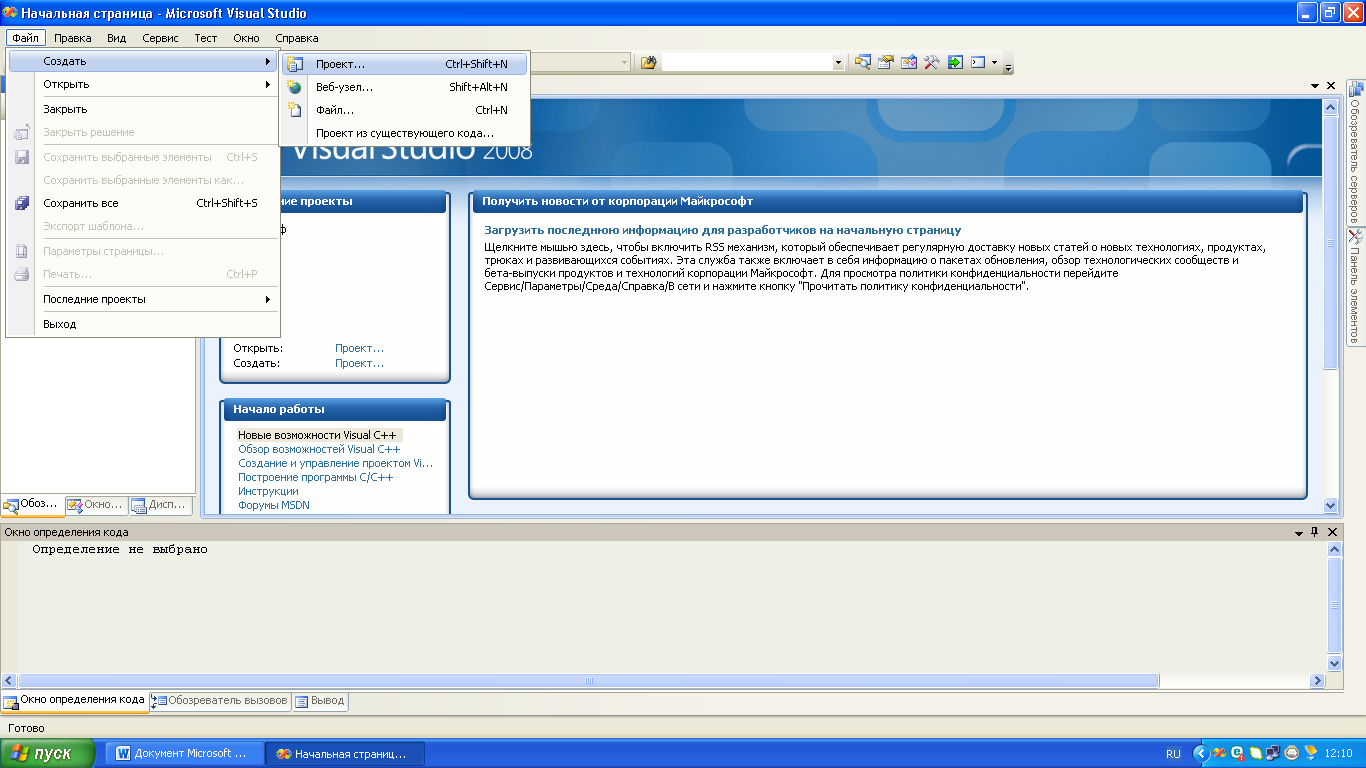 Начальная страница - Microsoft Visual Studio
Файл Правка Вид Сервис Тест Окно Справка
Создать
Открыть
Закрыть
Закрыть решение
Сохранить выбранные элементы Ctrl+S
Сохранить выбранные элементы как...
Сохранить все Ctrl+Shift+S
Экспорт шаблона...
Параметры страницы...
Печать... Ctrl+P
Последние проекты
Выход
Проект... Ctrl+Shift+N
Веб-узел... Shift+Alt+N
Файл... Ctrl+N
Проект из существующего кода...
Visual Studio 2008
проекты
Открыть: Проект...
Создать: Проект...
Начало работы
Новые возможности Visual C++
Обзор возможностей Visual C++
Создание и управление проектом Vi...
Построение программы C/C++
Инструкции
Форумы MSDN
Получить новости от корпорации Майкрософт
Загрузить последнюю информацию для разработчиков на начальную страницу
Щелкните мышью здесь, чтобы включить RSS механизм, который обеспечивает регулярную доставку новых статей о новых технологиях, продуктах,
трюках и развивающихся событиях. Эта служба также включает в себя информацию о пакетах обновления, обзор технологических сообществ и
бета-выпуски продуктов и технологий корпорации Майкрософт. Для просмотра политики конфиденциальности перейдите
Сервис/Параметры/Среда/Справка/В сети и нажмите кнопку "Прочитать политику конфиденциальности".
Обозреватель серверов
Панель элементов
Обоз... Окно... Дисп...
Окно определения кода
Определение не выбрано
Окно определения кода Обозреватель вызовов Вывод
Готово
пуск Документ Microsoft ... Начальная страниц... RU 12:10